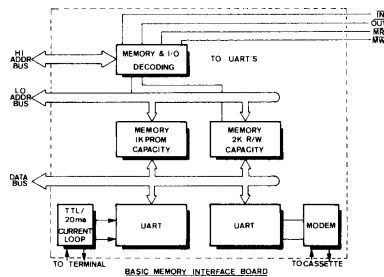 IN
OUT
MR
MW
HI
ADDR
BUS
MEMORY & I/O
DECODING
TO UART'S
LO
ADDR
BUS
MEMORY
1K PROM
CAPACITY
MEMORY
2K R/W
CAPACITY
DATA
BUS
TTL/
20ma
CURRENT
LOOP
UART
UART
MODEM
TO TERMINAL
TO CASSETTE
BASIC MEMORY INTERFACE BOARD